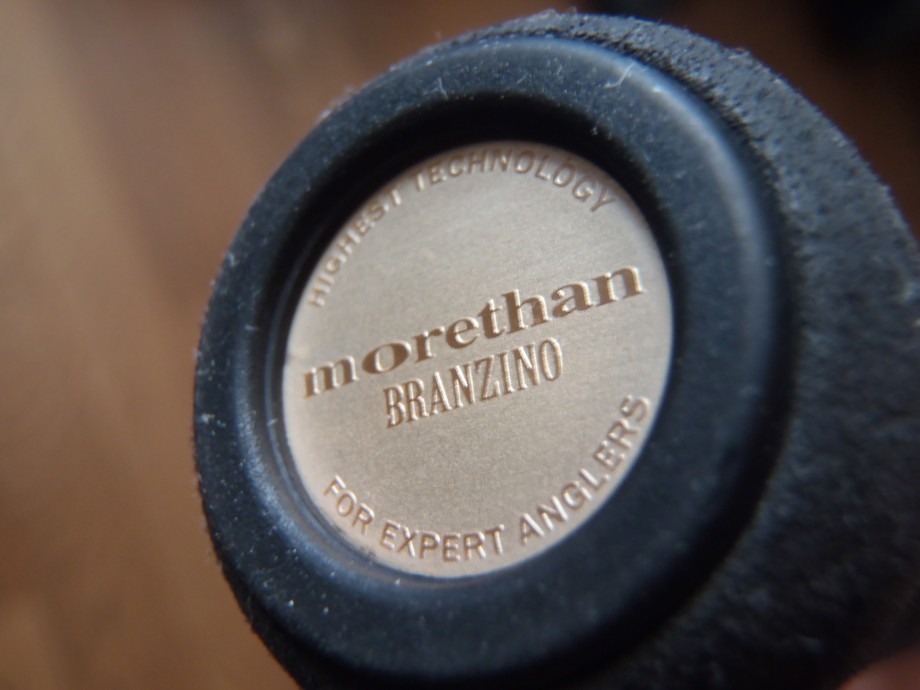 HIGHEST TECHNOLOGY
morethan
BRANZINO
FOR EXPERT ANGLERS